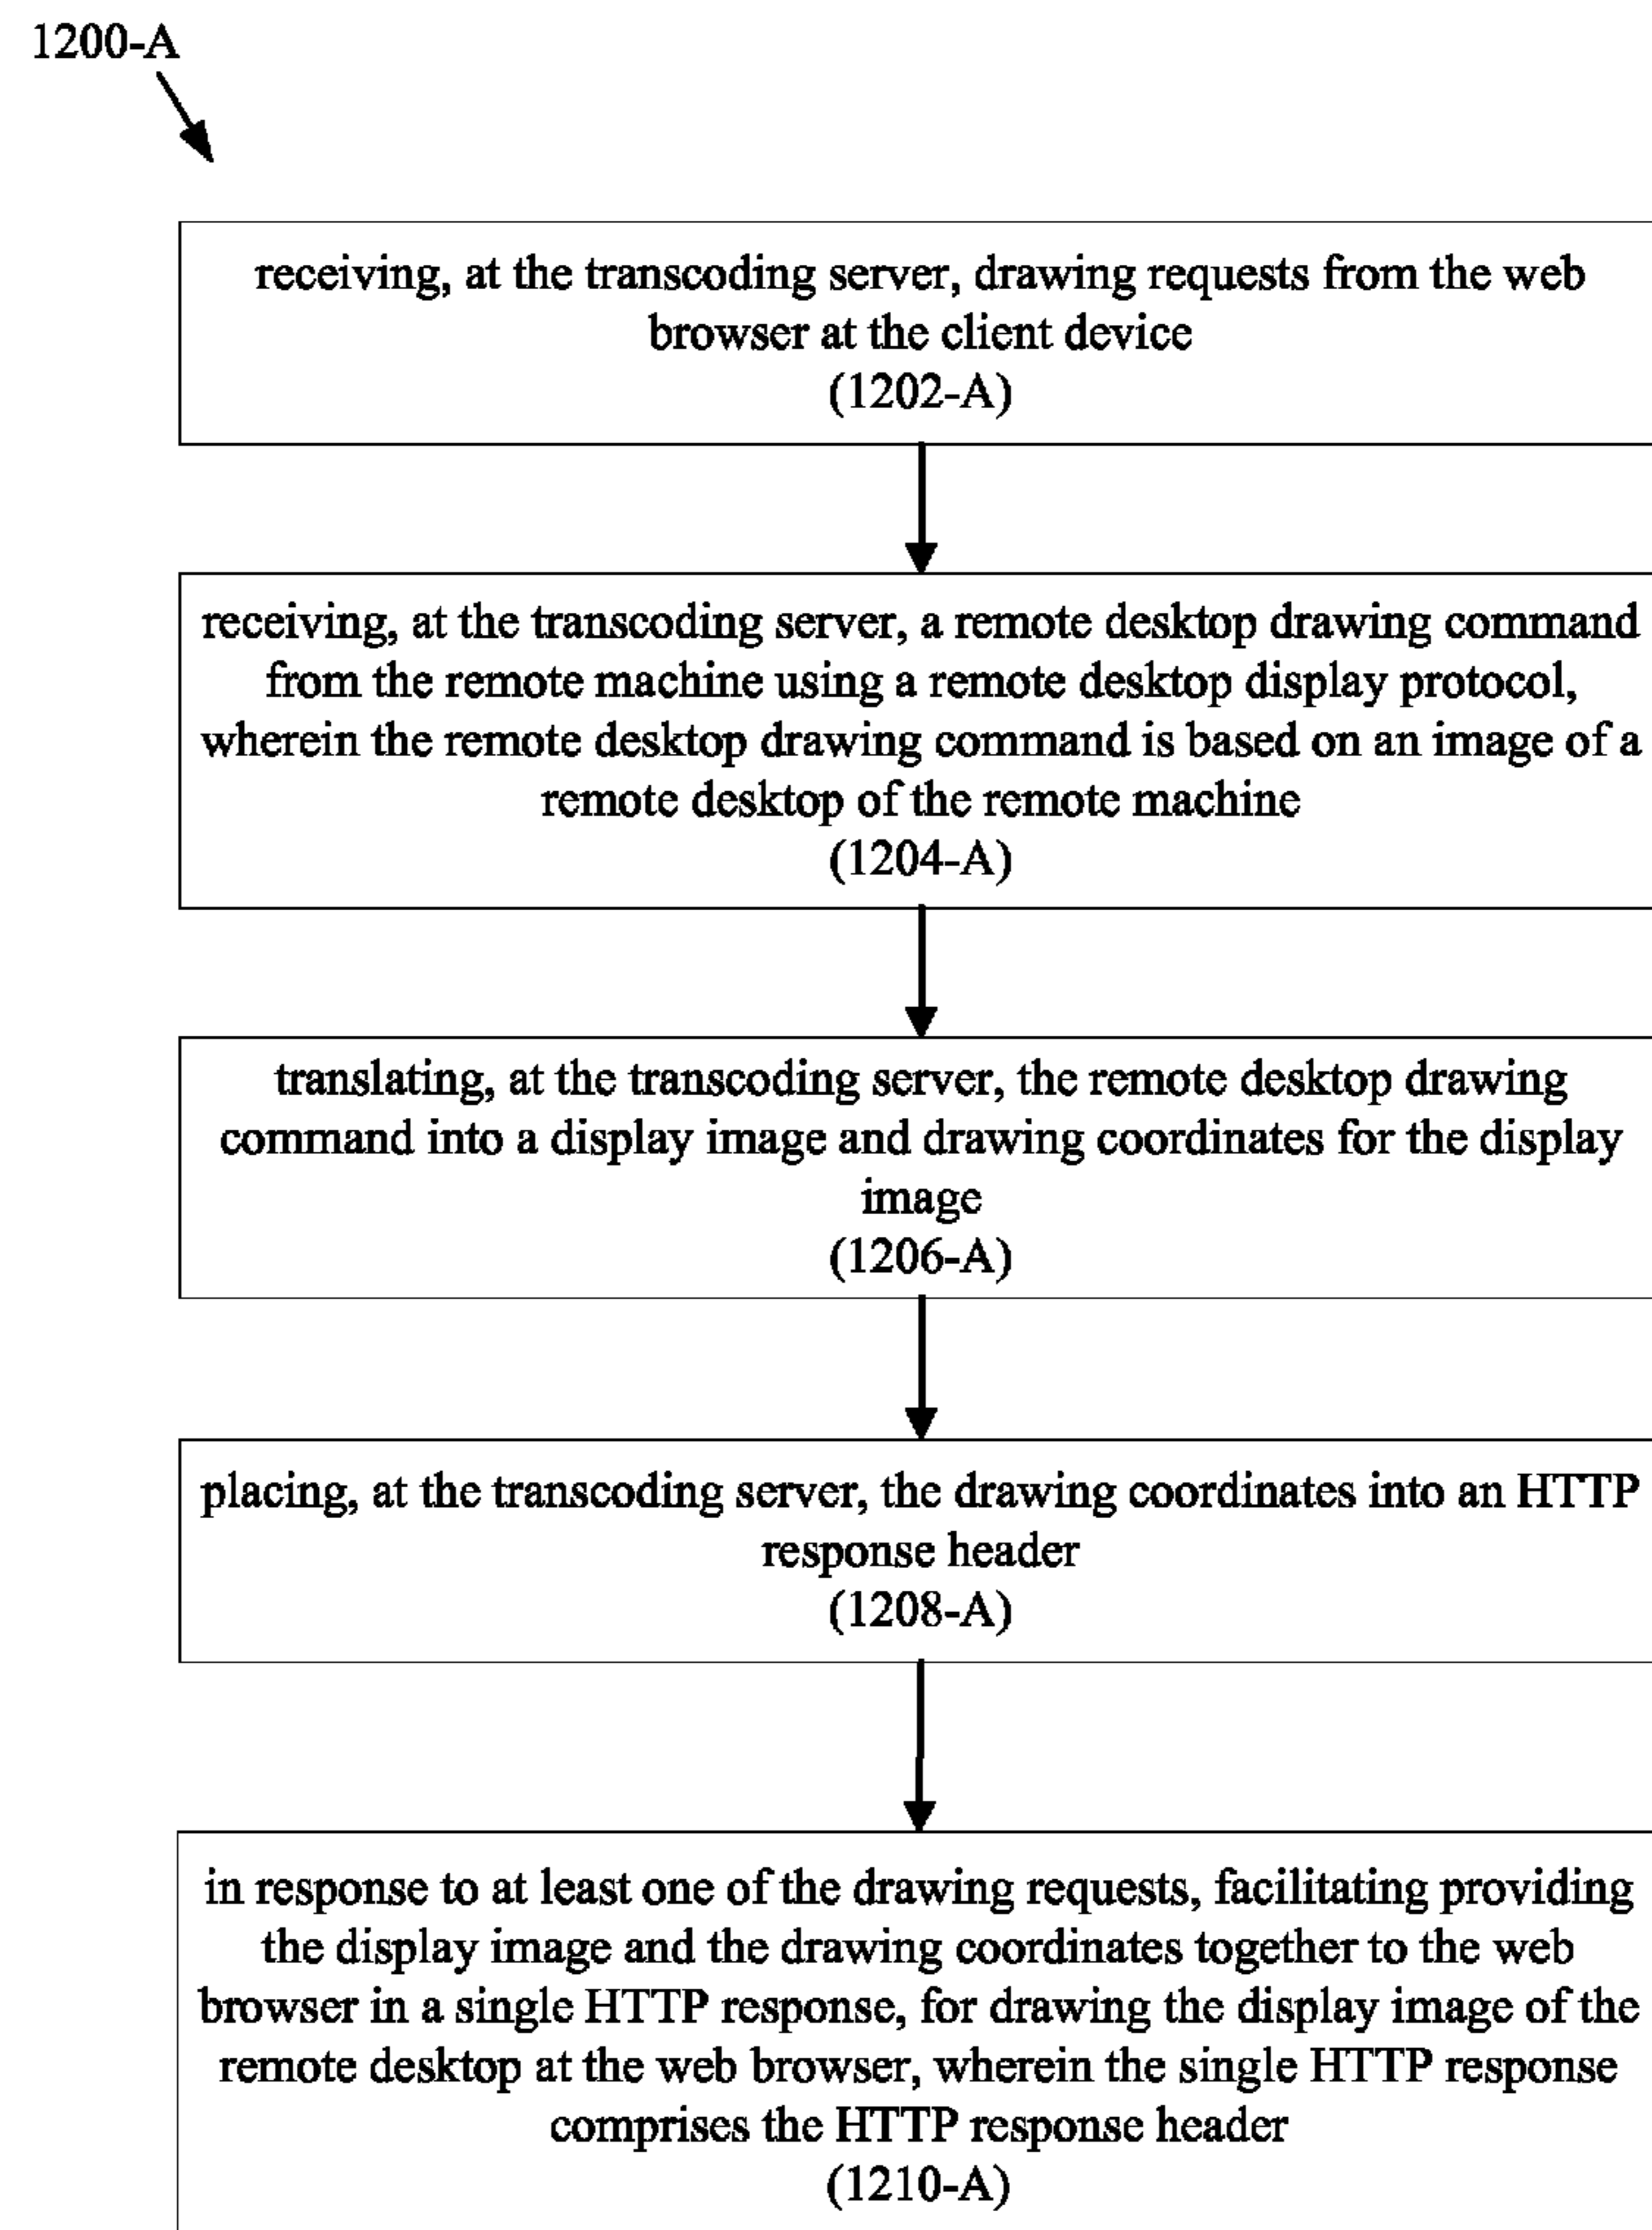 1200-A
receiving, at the transcoding server, drawing requests from the web
browser at the client device
(1202-A)
receiving, at the transcoding server, a remote desktop drawing command
from the remote machine using a remote desktop display protocol,
wherein the remote desktop drawing command is based on an image of a
remote desktop of the remote machine
(1204-A)
translating, at the transcoding server, the remote desktop drawing
command into a display image and drawing coordinates for the display
image
(1206-A)
placing, at the transcoding server, the drawing coordinates into an HTTP
response header
(1208-A)
in response to at least one of the drawing requests, facilitating providing
the display image and the drawing coordinates together to the web
browser in a single HTTP response, for drawing the display image of the
remote desktop at the web browser, wherein the single HTTP response
comprises the HTTP response header
(1210-A)